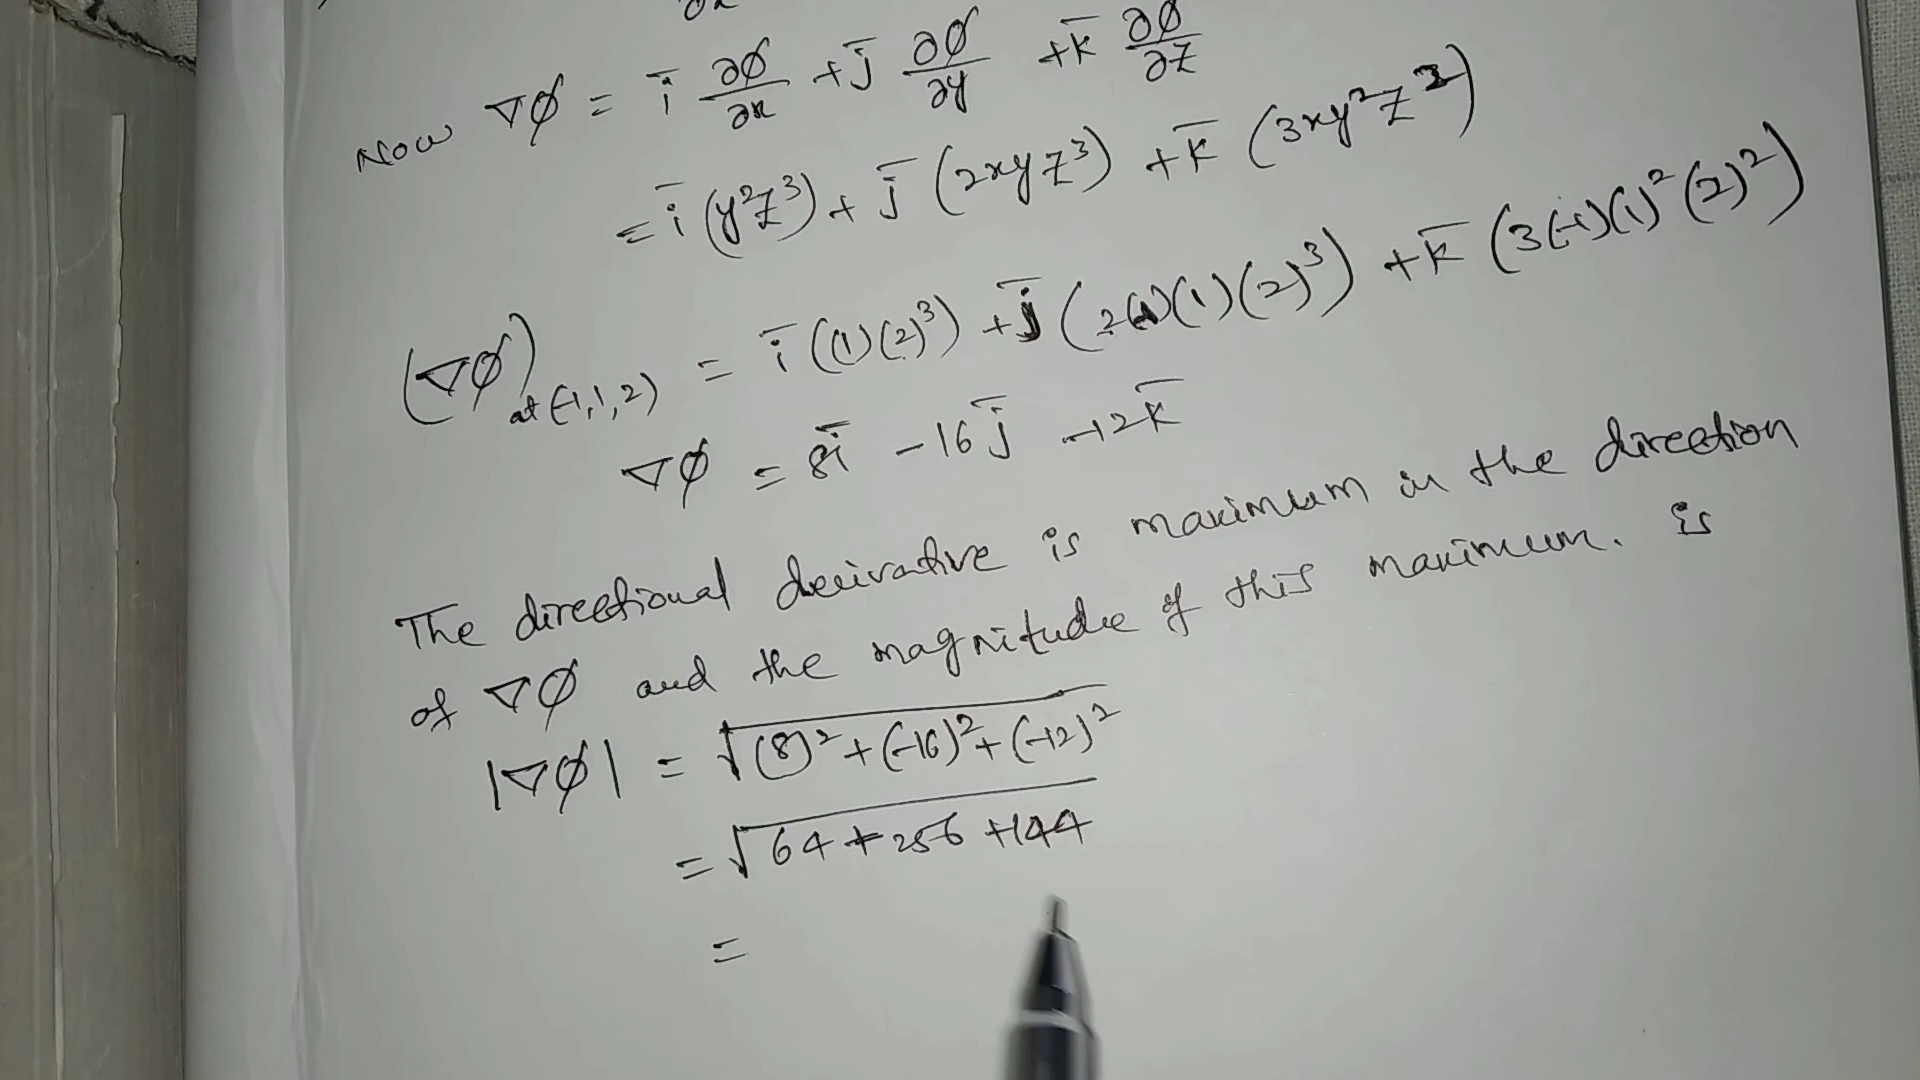 Now ∇ϕ = i̅ ∂ϕ/∂x + j̅ ∂ϕ/∂y + k̅ ∂ϕ/∂z
= i̅ (y²z³) + j̅ (2xyz³) + k̅ (3xy²z²)
(∇ϕ) at (-1,1,2) = i̅ ((1)(2)³) + j̅ (2(-1)(1)(2)³) + k̅ (3(-1)(1)²(2)²)
∇ϕ = 8i̅ - 16j̅ - 12k̅
The directional derivative is maximum in the direction
of ∇ϕ and the magnitude of this maximum. is
|∇ϕ| = √(8)² + (-16)² + (-12)²
= √64 + 256 + 144
=